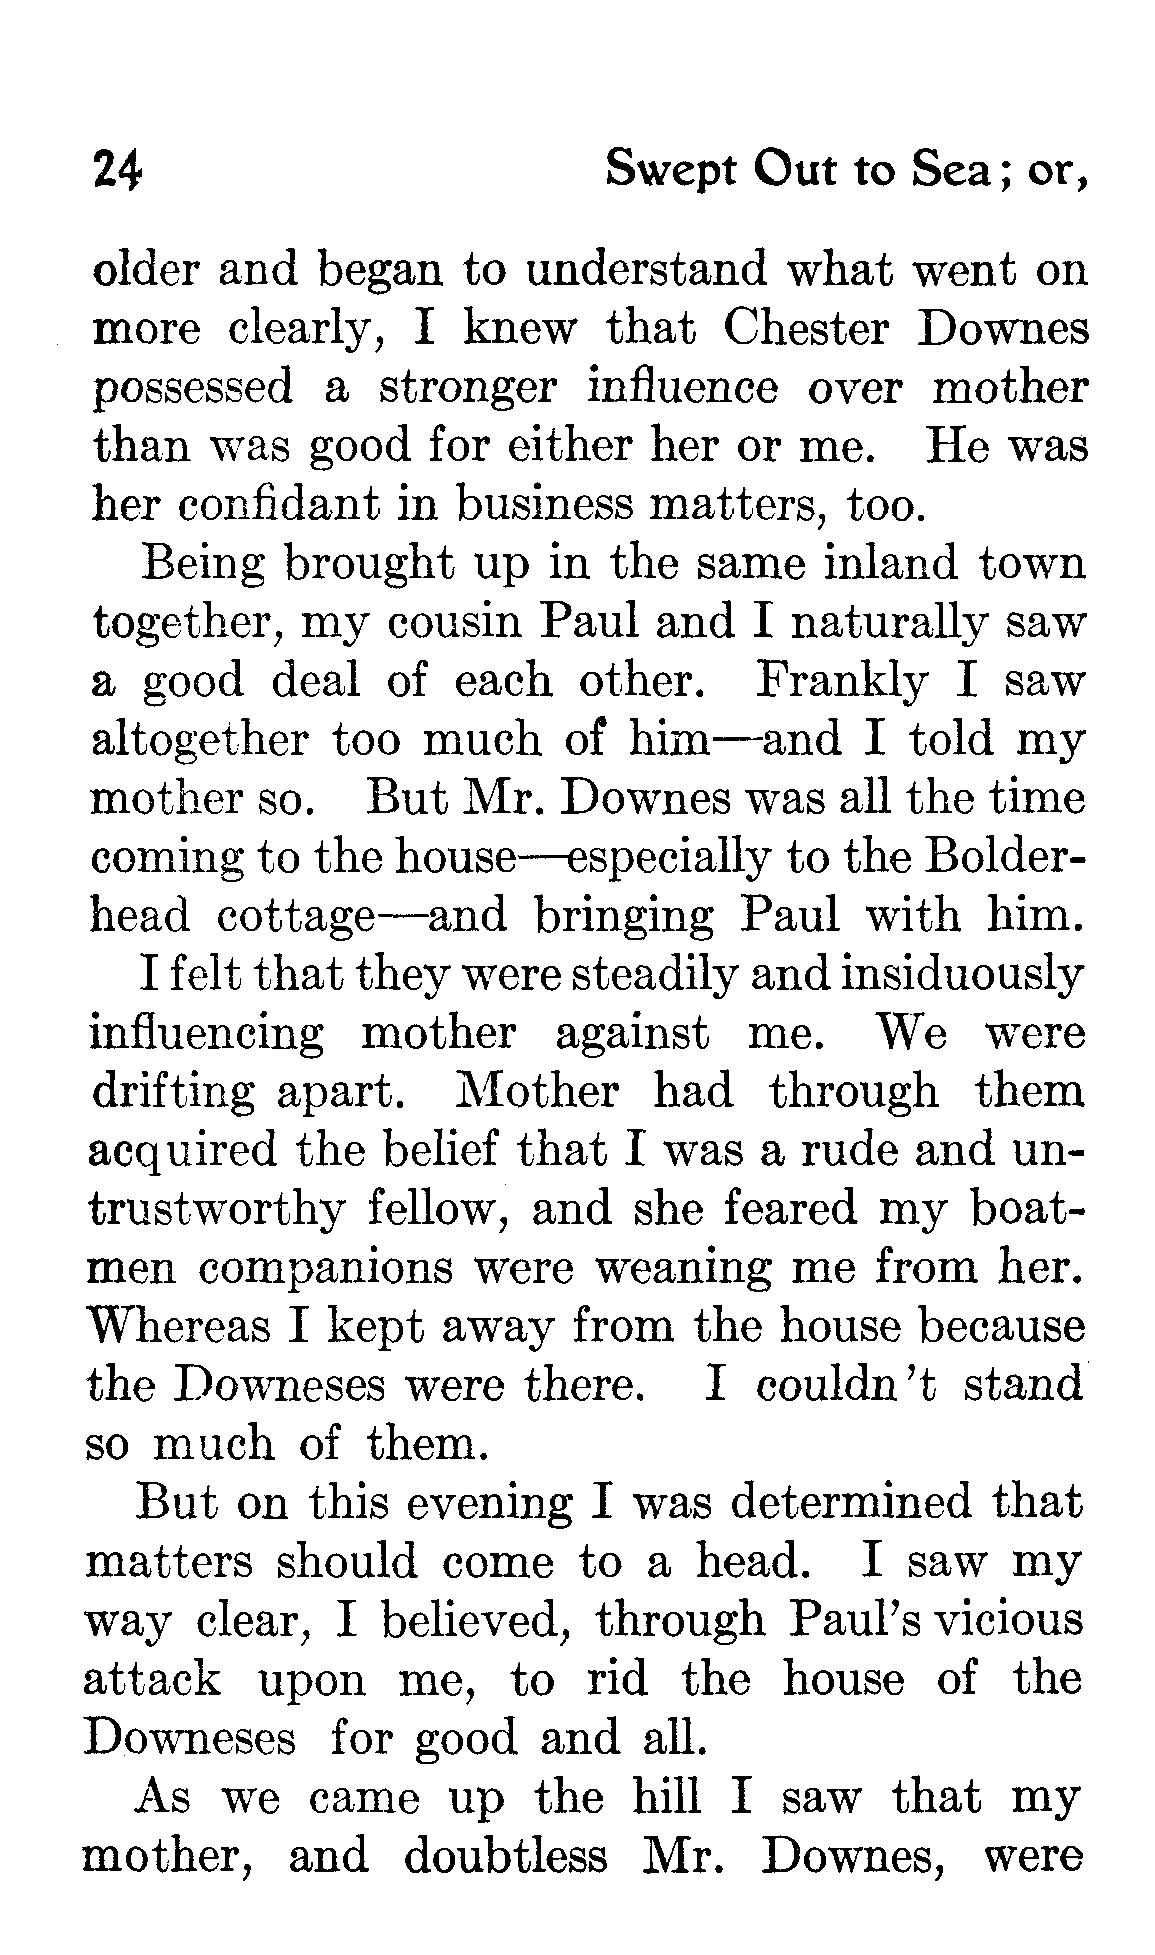 24 Swept Out to Sea; or,
older and began to understand what went on
more clearly, I knew that Chester Downes
possessed a stronger influence over mother
than was good for either her or me. He was
her confidant in business matters, too.
Being brought up in the same inland town
together, my cousin Paul and I naturally saw
a good deal of each other. Frankly I saw
altogether too much of him—and I told my
mother so. But Mr. Downes was all the time
coming to the house—especially to the Bolder-
head cottage—and bringing Paul with him.
I felt that they were steadily and insiduously
influencing mother against me. We were
drifting apart. Mother had through them
acquired the belief that I was a rude and un-
trustworthy fellow, and she feared my boat-
men companions were weaning me from her.
Whereas I kept away from the house because
the Downeses were there. I couldn't stand
so much of them.
But on this evening I was determined that
matters should come to a head. I saw my
way clear, I believed, through Paul's vicious
attack upon me, to rid the house of the
Downeses for good and all.
As we came up the hill I saw that my
mother, and doubtless Mr. Downes, were